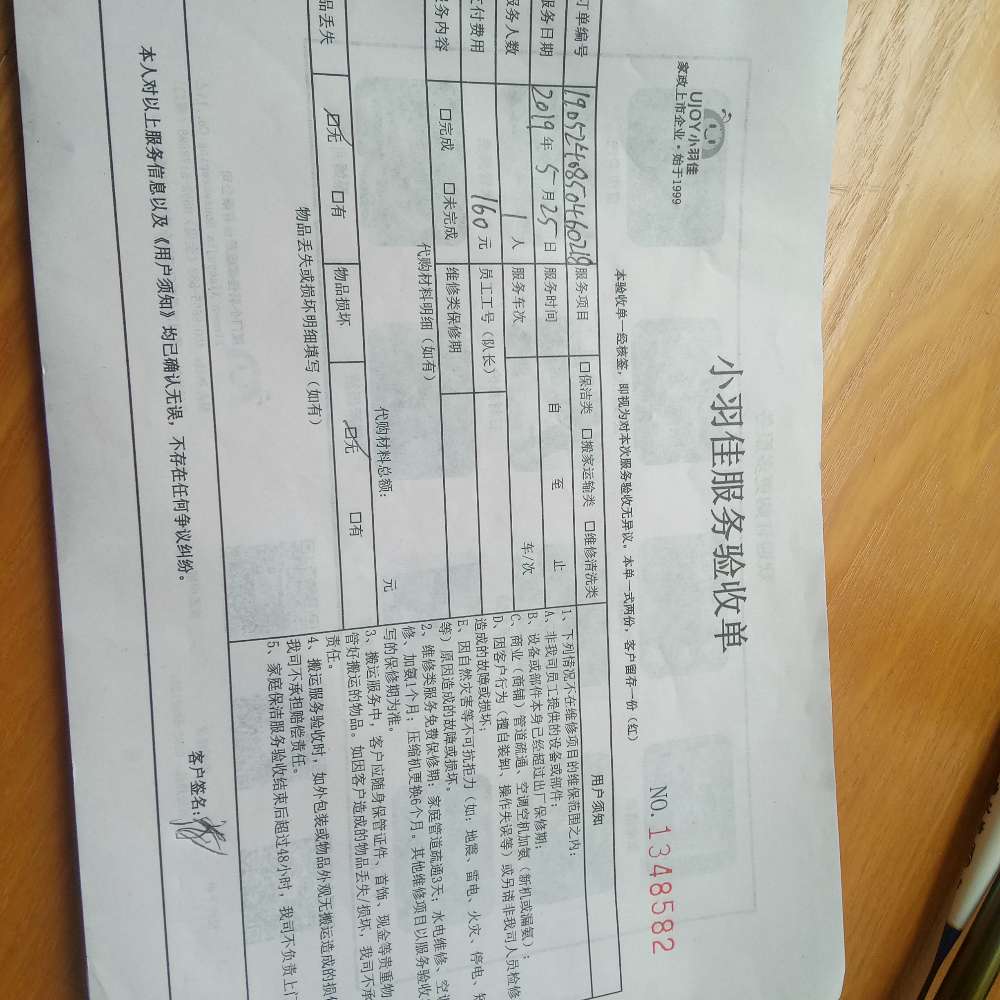 UJOY小羽佳
家政上市企业·始于1999
小羽佳服务验收单
NO.1348582
本验收单一经核签，即视为对本次服务验收无异议。本单一式两份，客户留存一份（红）
订单编号 服务项目 □保洁类 □搬家运输类 □维修清洗类
服务日期 2019年5月25日 服务时间 自 至 止
服务人数 1人 服务车次 车/次
支付费用 160元 员工工号（队长）
务内容 □完成 □未完成 维修类保修期
代购材料明细（如有）
代购材料总额： 元
品丢失 ☑无 □有 物品损坏 ☑无 □有
物品丢失或损坏明细填写（如有）
用户须知
1、下列情况不在维修项目的维保范围之内：
A、非我司员工提供的设备或部件；
B、设备或部件本身已经超过出厂保修期；
C、商业（商铺）管道疏通、空调空机加氨（新机或漏氨）；
D、因客户行为（擅自装卸、操作失误等）或另请非我司人员检修
造成的故障或损坏；
E、因自然灾害等不可抗拒力（如：地震、雷电、火灾、停电、
等）原因造成的故障或损坏。
2、维修类服务免费保修期：家庭管道疏通3天；水电维修、空调
修、加氨1个月；压缩机更换6个月。其他维修项目以服务验收
写的保修期为准。
3、搬运服务中，客户应随身保管证件、首饰、现金等贵重物
管好搬运的物品。如因客户造成的物品丢失/损坏，我司不承
责任。
4、搬运服务验收时，如外包装或物品外观无搬运造成的损
我司不承担赔偿责任。
5、家庭保洁服务验收结束后超过48小时，我司不负责上门
本人对以上服务信息以及《用户须知》均已确认无误，不存在任何争议纠纷。
客户签名：